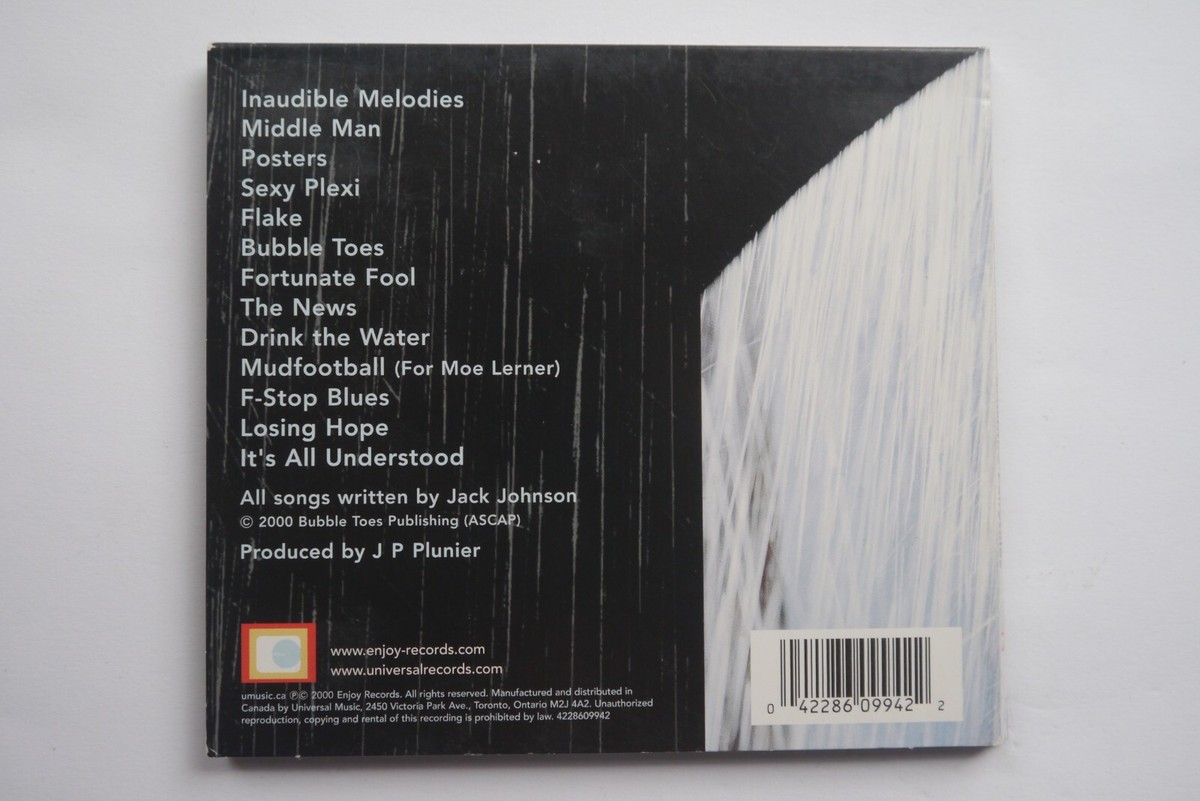 Inaudible Melodies
Middle Man
Posters
Sexy Plexi
Flake
Bubble Toes
Fortunate Fool
The News
Drink the Water
Mudfootball (For Moe Lerner)
F-Stop Blues
Losing Hope
It's All Understood
All songs written by Jack Johnson
© 2000 Bubble Toes Publishing (ASCAP)
Produced by J P Plunier
www.enjoy-records.com
www.universalrecords.com
umusic.ca ℗© 2000 Enjoy Records. All rights reserved. Manufactured and distributed in
Canada by Universal Music, 2450 Victoria Park Ave., Toronto, Ontario M2J 4A2. Unauthorized
reproduction, copying and rental of this recording is prohibited by law. 4228609942
0 42286 09942 2